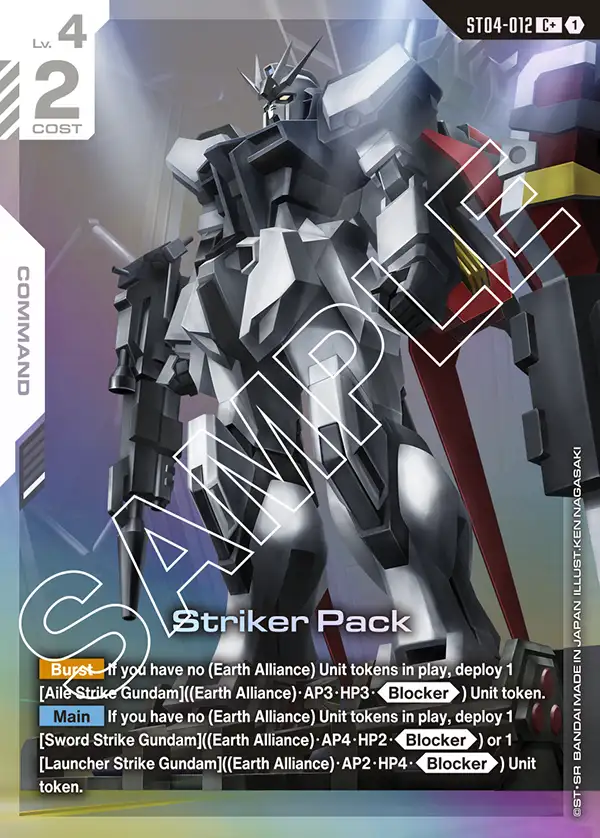 ST04-012 C+ 1
Lv. 4
2
COST
COMMAND
SAMPLE
Striker Pack
Burst If you have no (Earth Alliance) Unit tokens in play, deploy 1
[Aile Strike Gundam]((Earth Alliance)･AP3･HP3･Blocker) Unit token.
Main If you have no (Earth Alliance) Unit tokens in play, deploy 1
[Sword Strike Gundam]((Earth Alliance)･AP4･HP2･Blocker) or 1
[Launcher Strike Gundam]((Earth Alliance)･AP2･HP4･Blocker) Unit
token.
©ST･SR BANDAI MADE IN JAPAN ILLUST.KEN NAGASAKI